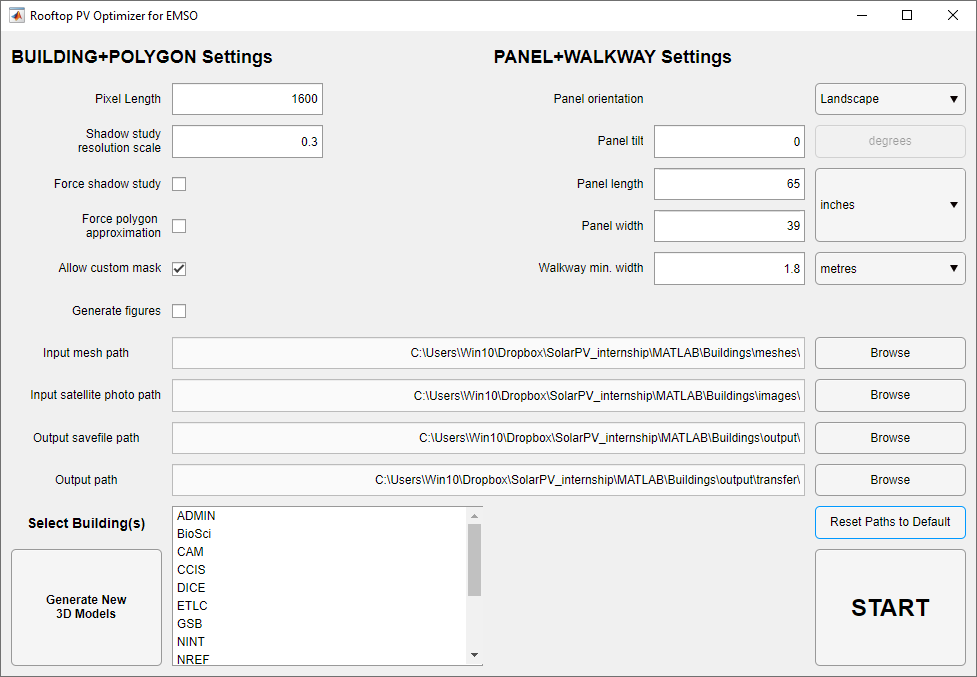 Rooftop PV Optimizer for EMSO
BUILDING+POLYGON Settings
PANEL+WALKWAY Settings
Pixel Length
1600
Panel orientation
Landscape
Shadow study
resolution scale
0.3
Panel tilt
0
degrees
Force shadow study
Panel length
65
inches
Force polygon
approximation
Panel width
39
Allow custom mask
Walkway min. width
1.8
metres
Generate figures
Input mesh path
C:\Users\Win10\Dropbox\SolarPV_internship\MATLAB\Buildings\meshes\
Browse
Input satellite photo path
C:\Users\Win10\Dropbox\SolarPV_internship\MATLAB\Buildings\images\
Browse
Output savefile path
C:\Users\Win10\Dropbox\SolarPV_internship\MATLAB\Buildings\output\
Browse
Output path
C:\Users\Win10\Dropbox\SolarPV_internship\MATLAB\Buildings\output\transfer\
Browse
Select Building(s)
ADMIN
BioSci
CAM
CCIS
DICE
ETLC
GSB
NINT
NREF
Reset Paths to Default
Generate New
3D Models
START